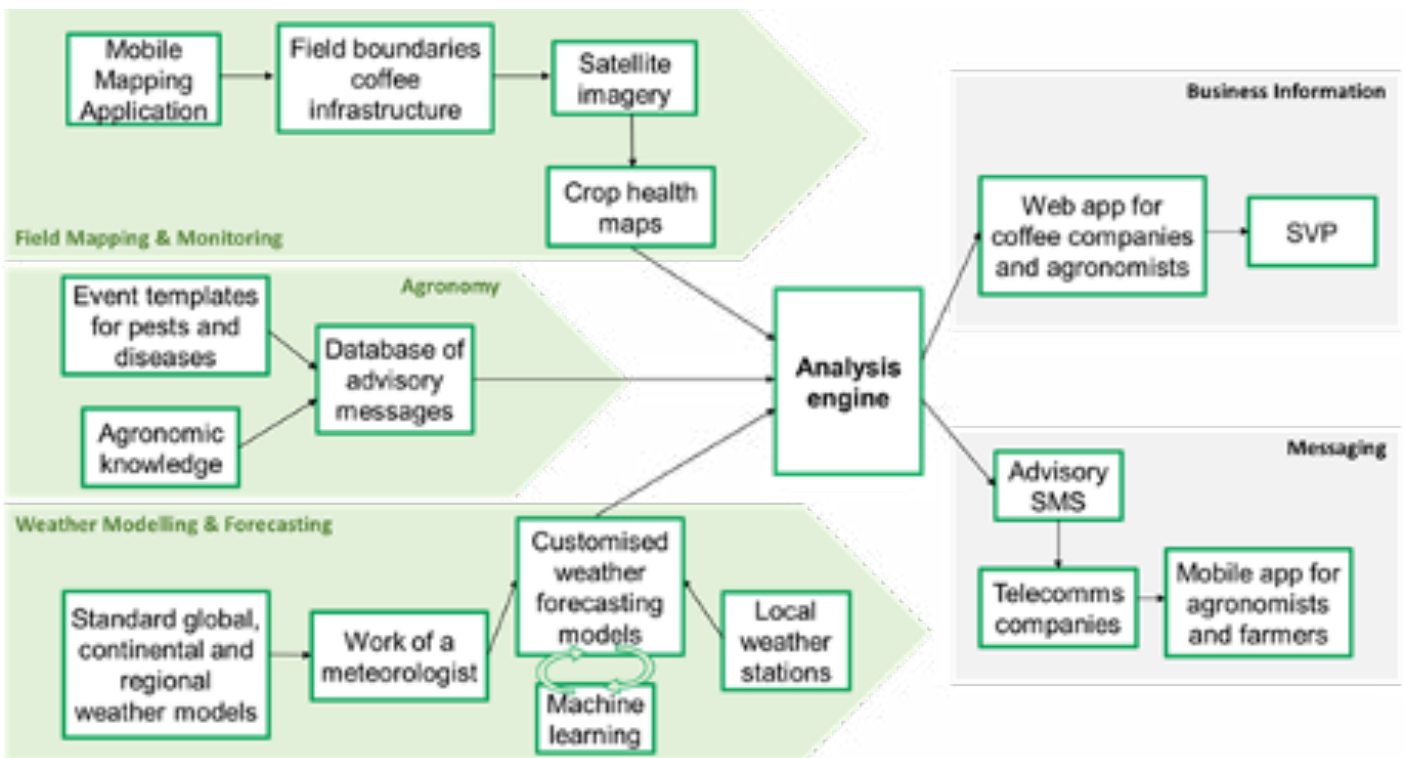 Mobile
Mapping
Application
Field boundaries
coffee
infrastructure
Satellite
imagery
Crop health
maps
Field Mapping & Monitoring
Agronomy
Event templates
for pests and
diseases
Agronomic
knowledge
Database of
advisory
messages
Weather Modelling & Forecasting
Standard global,
continental and
regional
weather models
Work of a
meteorologist
Customised
weather
forecasting
models
Machine
learning
Local
weather
stations
Analysis
engine
Business Information
Web app for
coffee companies
and agronomists
SVP
Messaging
Advisory
SMS
Telecomms
companies
Mobile app for
agronomists
and farmers